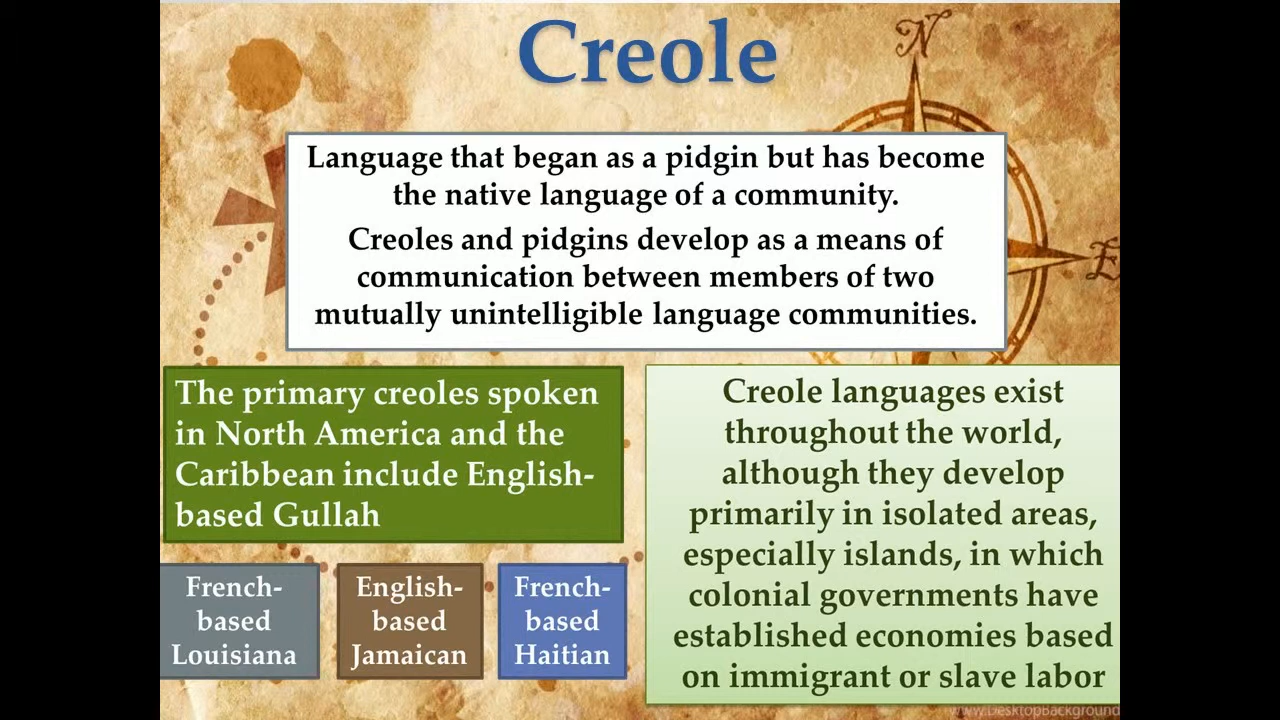 Creole
N
Language that began as a pidgin but has become
the native language of a community.
Creoles and pidgins develop as a means of
communication between members of two
mutually unintelligible language communities.
E
The primary creoles spoken
in North America and the
Caribbean include English-
based Gullah
French-
based
Louisiana
English-
based
Jamaican
French-
based
Haitian
Creole languages exist
throughout the world,
although they develop
primarily in isolated areas,
especially islands, in which
colonial governments have
established economies based
on immigrant or slave labor
www.DesktopBackground